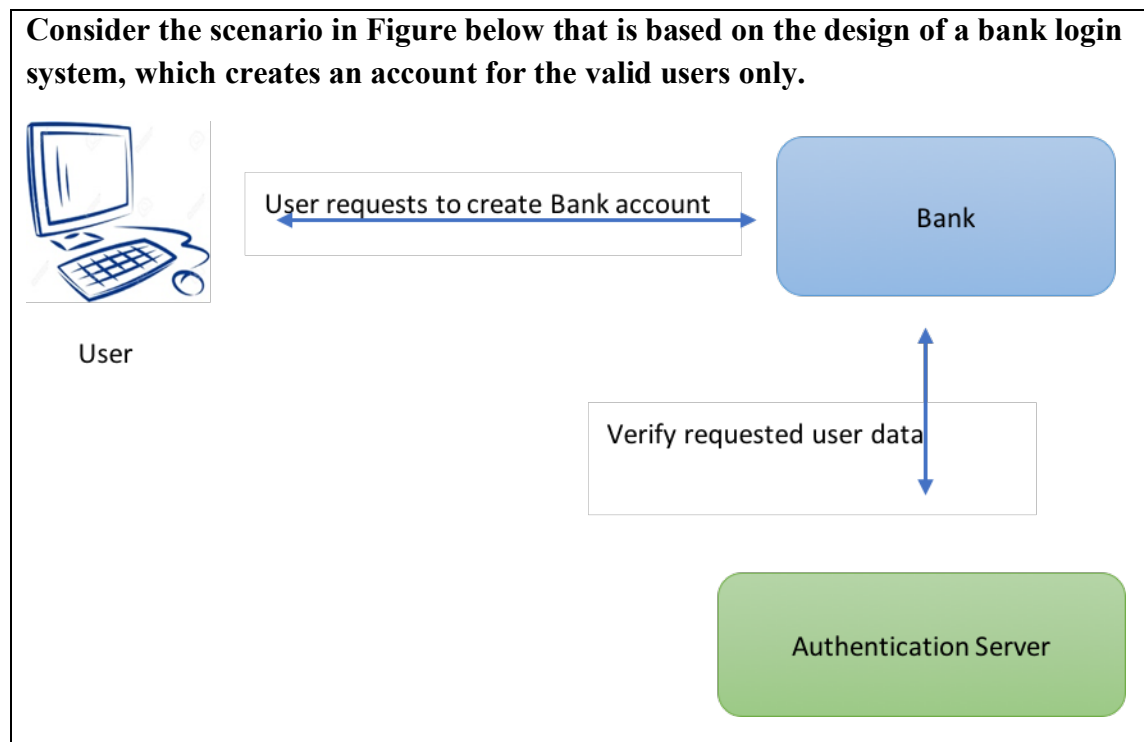 Consider the scenario in Figure below that is based on the design of a bank login
system, which creates an account for the valid users only.
User requests to create Bank account
Bank
User
Verify requested user data
Authentication Server